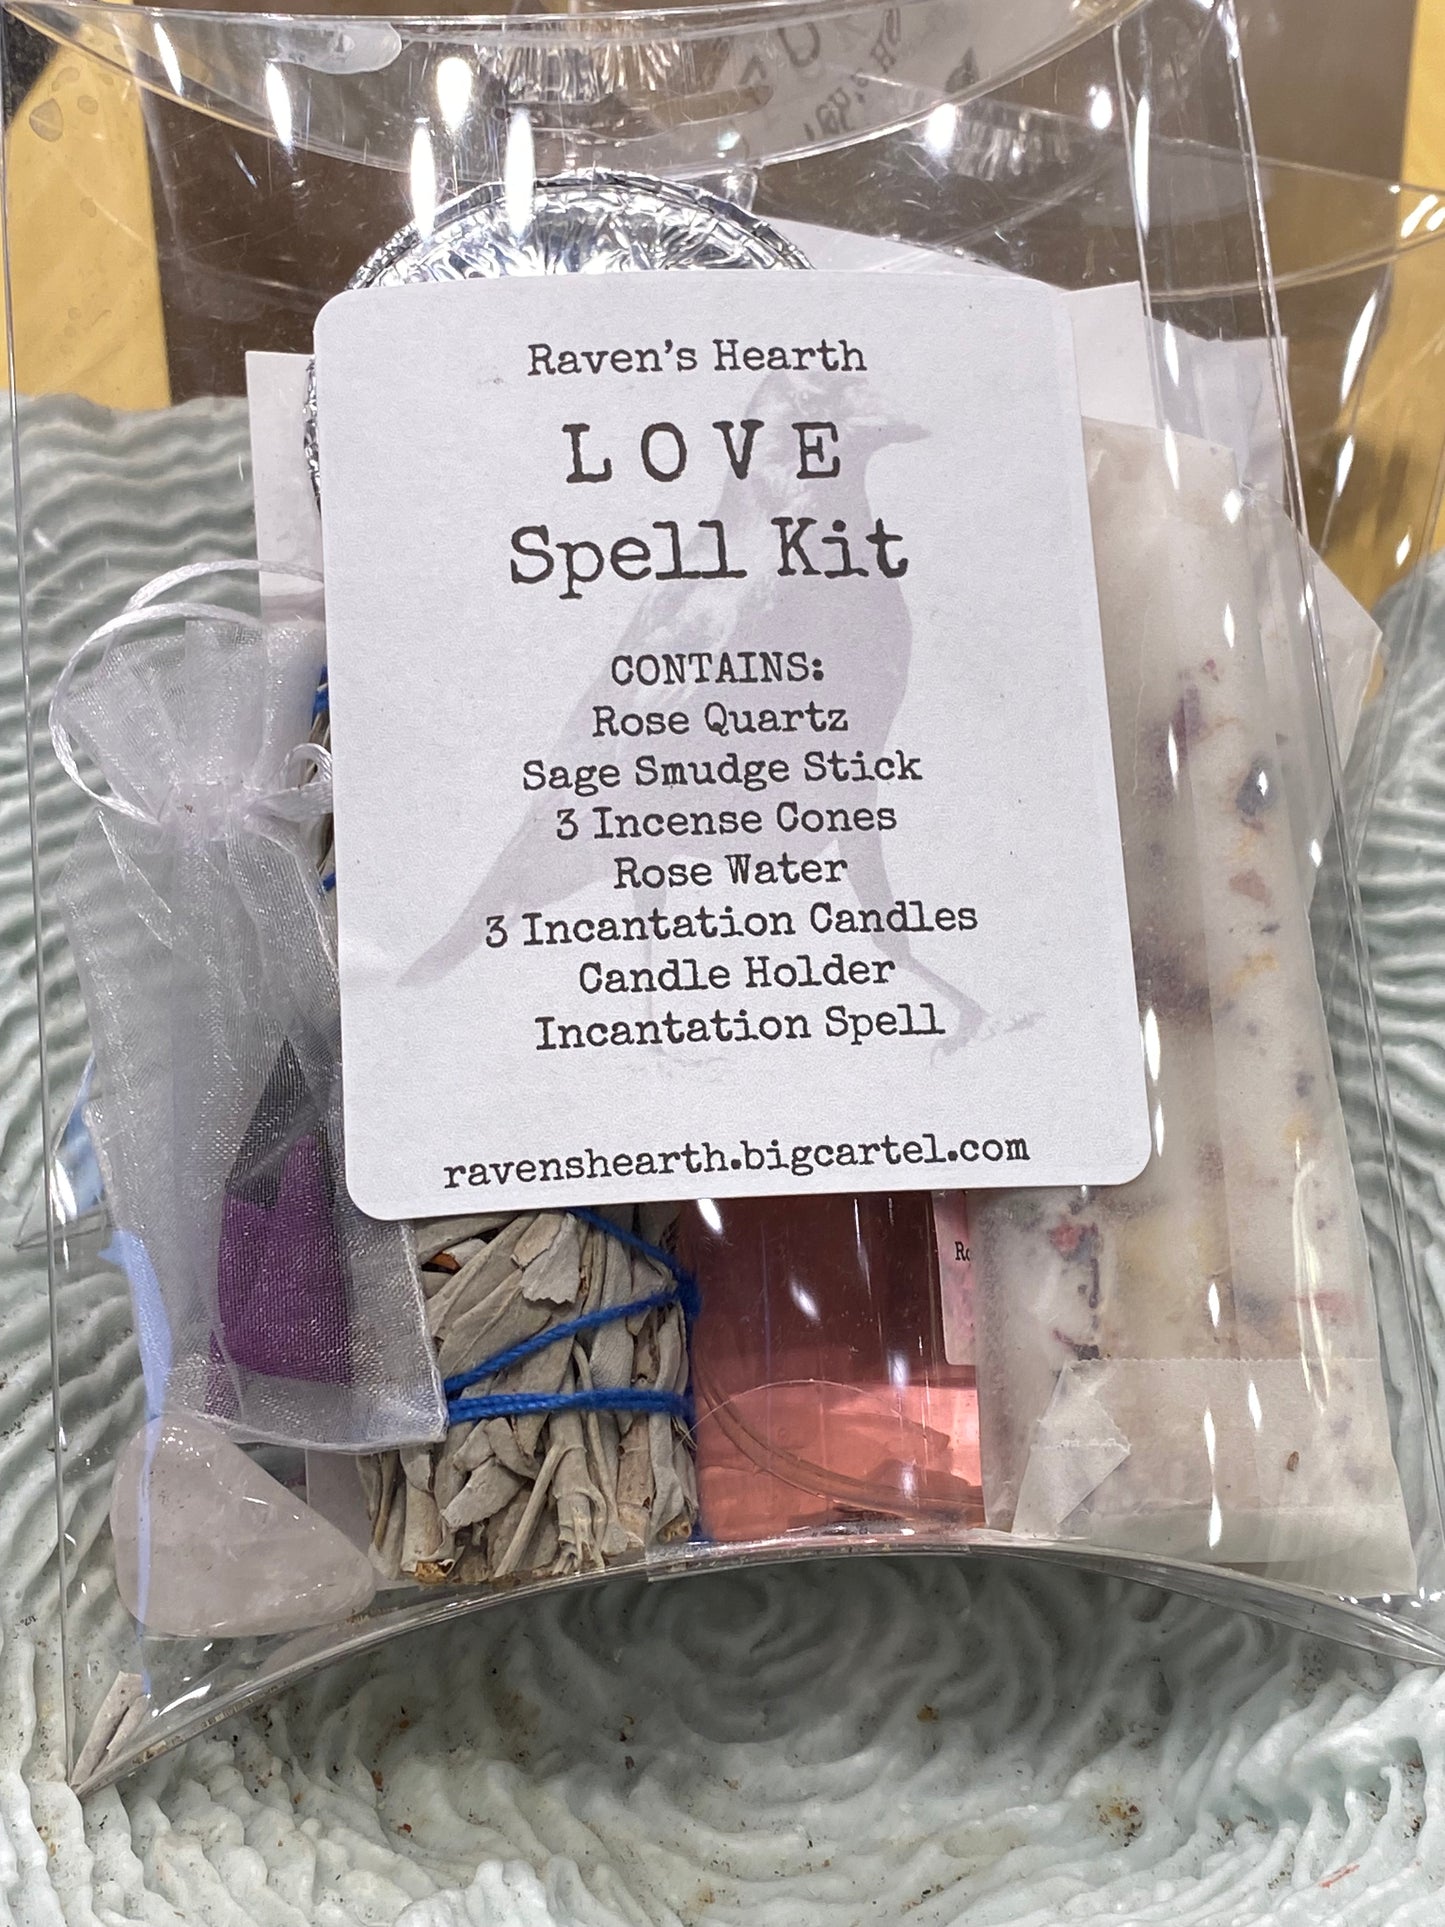 Raven's Hearth
LOVE
Spell Kit
CONTAINS:
Rose Quartz
Sage Smudge Stick
3 Incense Cones
Rose Water
3 Incantation Candles
Candle Holder
Incantation Spell
ravenshearth.bigcartel.com